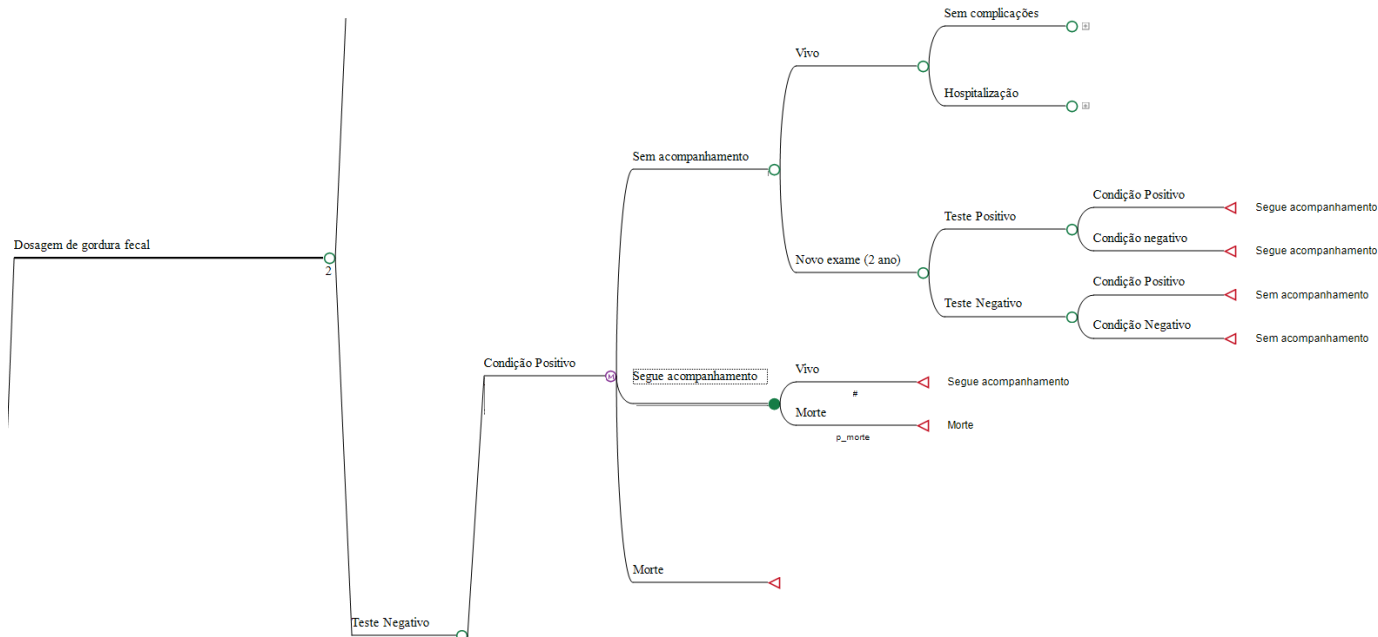 Sem complicações
Vivo
Hospitalização
Sem acompanhamento
Condição Positivo
Segue acompanhamento
Teste Positivo
Condição negativo
Segue acompanhamento
Dosagem de gordura fecal
2
Novo exame (2 ano)
Condição Positivo
Sem acompanhamento
Teste Negativo
Condição Negativo
Sem acompanhamento
Condição Positivo
M
Segue acompanhamento
Vivo
#
Segue acompanhamento
Morte
p_morte
Morte
Morte
Teste Negativo